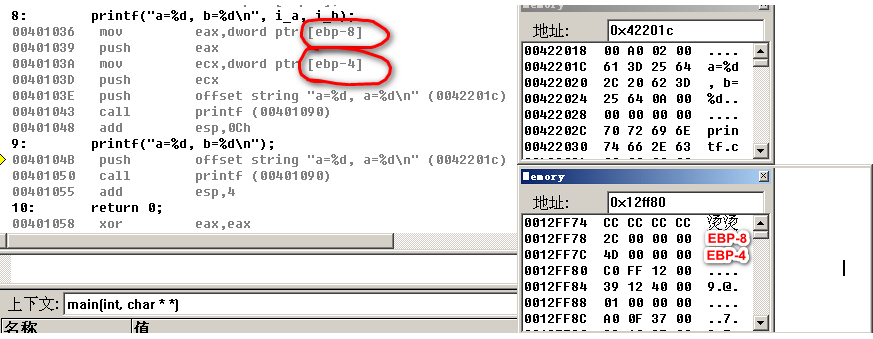 8:        printf("a=%d, b=%d\n", i_a, i_b);
00401036   mov         eax,dword ptr [ebp-8]
00401039   push        eax
0040103A   mov         ecx,dword ptr [ebp-4]
0040103D   push        ecx
0040103E   push        offset string "a=%d, a=%d\n" (0042201c)
00401043   call        printf (00401090)
00401048   add         esp,0Ch
9:        printf("a=%d, b=%d\n");
0040104B   push        offset string "a=%d, a=%d\n" (0042201c)
00401050   call        printf (00401090)
00401055   add         esp,4
10:       return 0;
00401058   xor         eax,eax
上下文: main(int, char * *)
名称 值
Memory
地址: 0x42201c
00422018 00 A0 02 00 ....
0042201C 61 3D 25 64 a=%d
00422020 2C 20 62 3D , b=
00422024 25 64 0A 00 %d..
00422028 00 00 00 00 ....
0042202C 70 72 69 6E prin
00422030 74 66 2E 63 tf.c
Memory
地址: 0x12ff80
0012FF74 CC CC CC CC 烫烫
0012FF78 2C 00 00 00 EBP-8
0012FF7C 4D 00 00 00 EBP-4
0012FF80 C0 FF 12 00 ....
0012FF84 39 12 40 00 9.@.
0012FF88 01 00 00 00 ....
0012FF8C A0 0F 37 00 ..7.